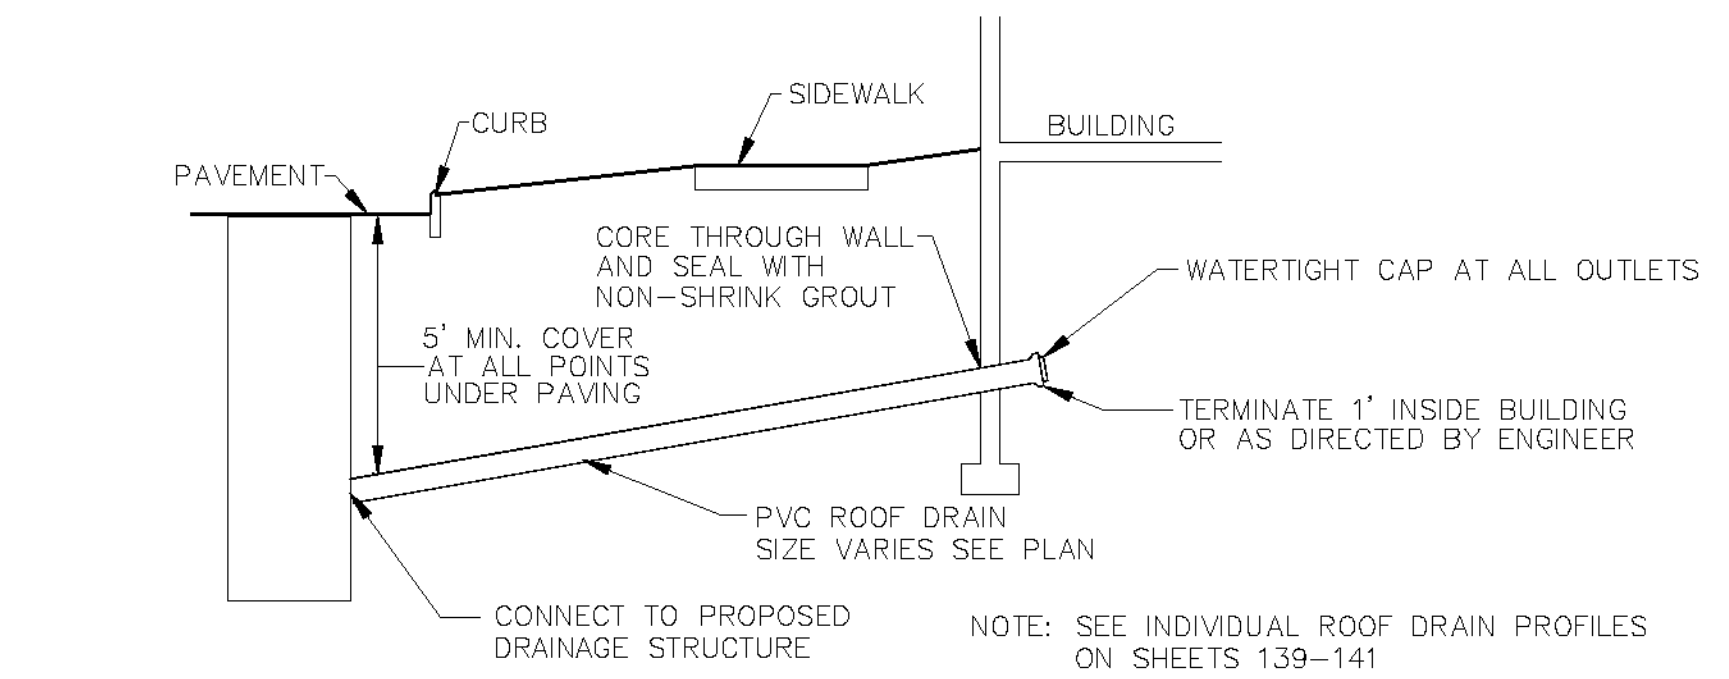 SIDEWALK
CURB
BUILDING
PAVEMENT
CORE THROUGH WALL
AND SEAL WITH
NON-SHRINK GROUT
WATERTIGHT CAP AT ALL OUTLETS
5' MIN. COVER
AT ALL POINTS
UNDER PAVING
TERMINATE 1' INSIDE BUILDING
OR AS DIRECTED BY ENGINEER
PVC ROOF DRAIN
SIZE VARIES SEE PLAN
CONNECT TO PROPOSED
DRAINAGE STRUCTURE
NOTE: SEE INDIVIDUAL ROOF DRAIN PROFILES
ON SHEETS 139-141